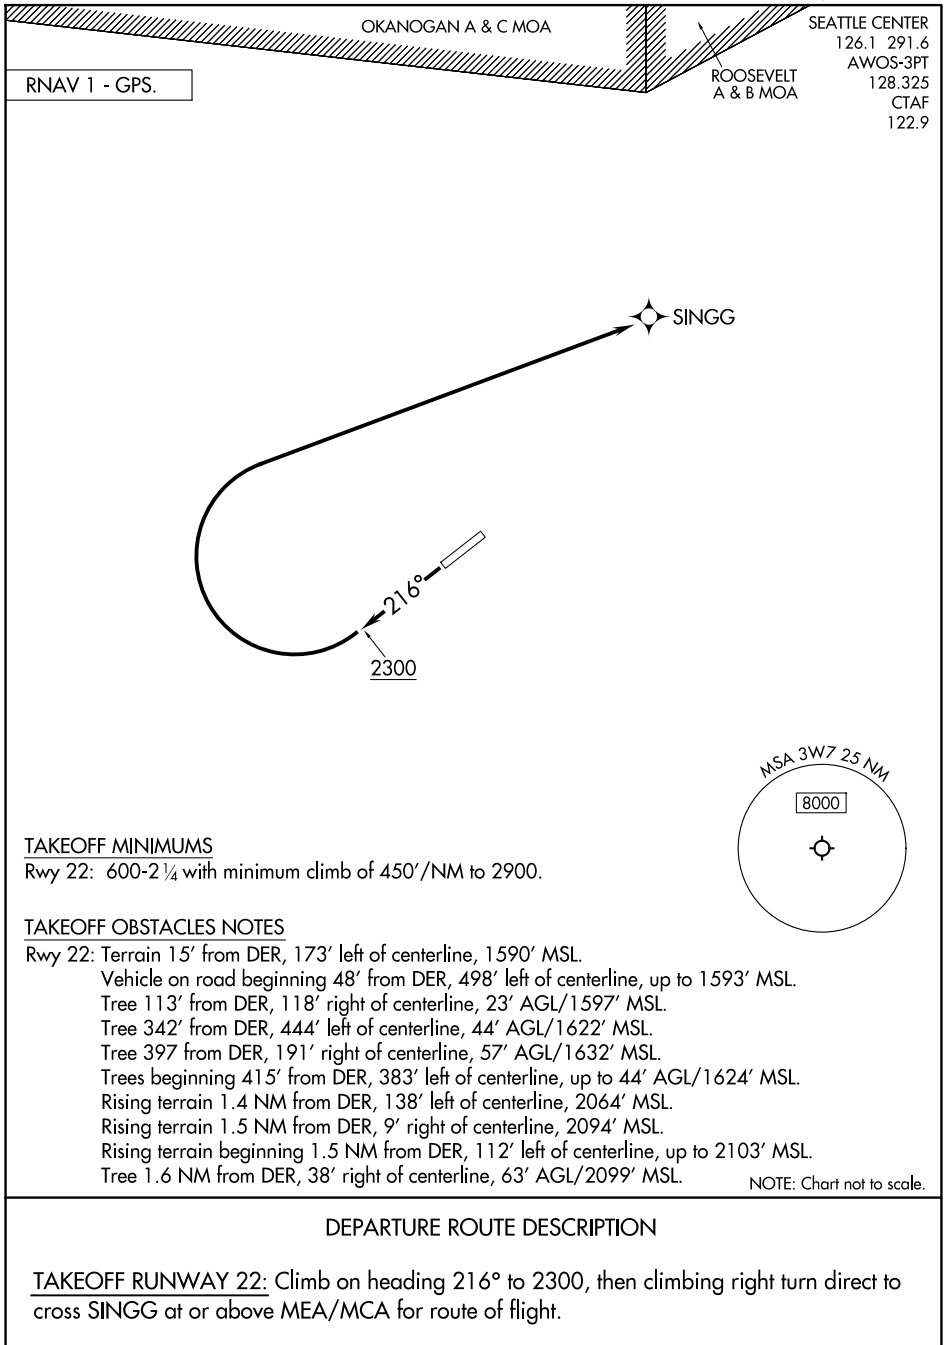 OKANOGAN A & C MOA
SEATTLE CENTER
126.1 291.6
AWOS-3PT
128.325
CTAF
122.9
RNAV 1 - GPS.
ROOSEVELT
A & B MOA
SINGG
216°
2300
MSA 3W7 25 NM
8000
TAKEOFF MINIMUMS
Rwy 22: 600-2¼ with minimum climb of 450'/NM to 2900.
TAKEOFF OBSTACLES NOTES
Rwy 22: Terrain 15' from DER, 173' left of centerline, 1590' MSL.
Vehicle on road beginning 48' from DER, 498' left of centerline, up to 1593' MSL.
Tree 113' from DER, 118' right of centerline, 23' AGL/1597' MSL.
Tree 342' from DER, 444' left of centerline, 44' AGL/1622' MSL.
Tree 397 from DER, 191' right of centerline, 57' AGL/1632' MSL.
Trees beginning 415' from DER, 383' left of centerline, up to 44' AGL/1624' MSL.
Rising terrain 1.4 NM from DER, 138' left of centerline, 2064' MSL.
Rising terrain 1.5 NM from DER, 9' right of centerline, 2094' MSL.
Rising terrain beginning 1.5 NM from DER, 112' left of centerline, up to 2103' MSL.
Tree 1.6 NM from DER, 38' right of centerline, 63' AGL/2099' MSL.
NOTE: Chart not to scale.
DEPARTURE ROUTE DESCRIPTION
TAKEOFF RUNWAY 22: Climb on heading 216° to 2300, then climbing right turn direct to
cross SINGG at or above MEA/MCA for route of flight.